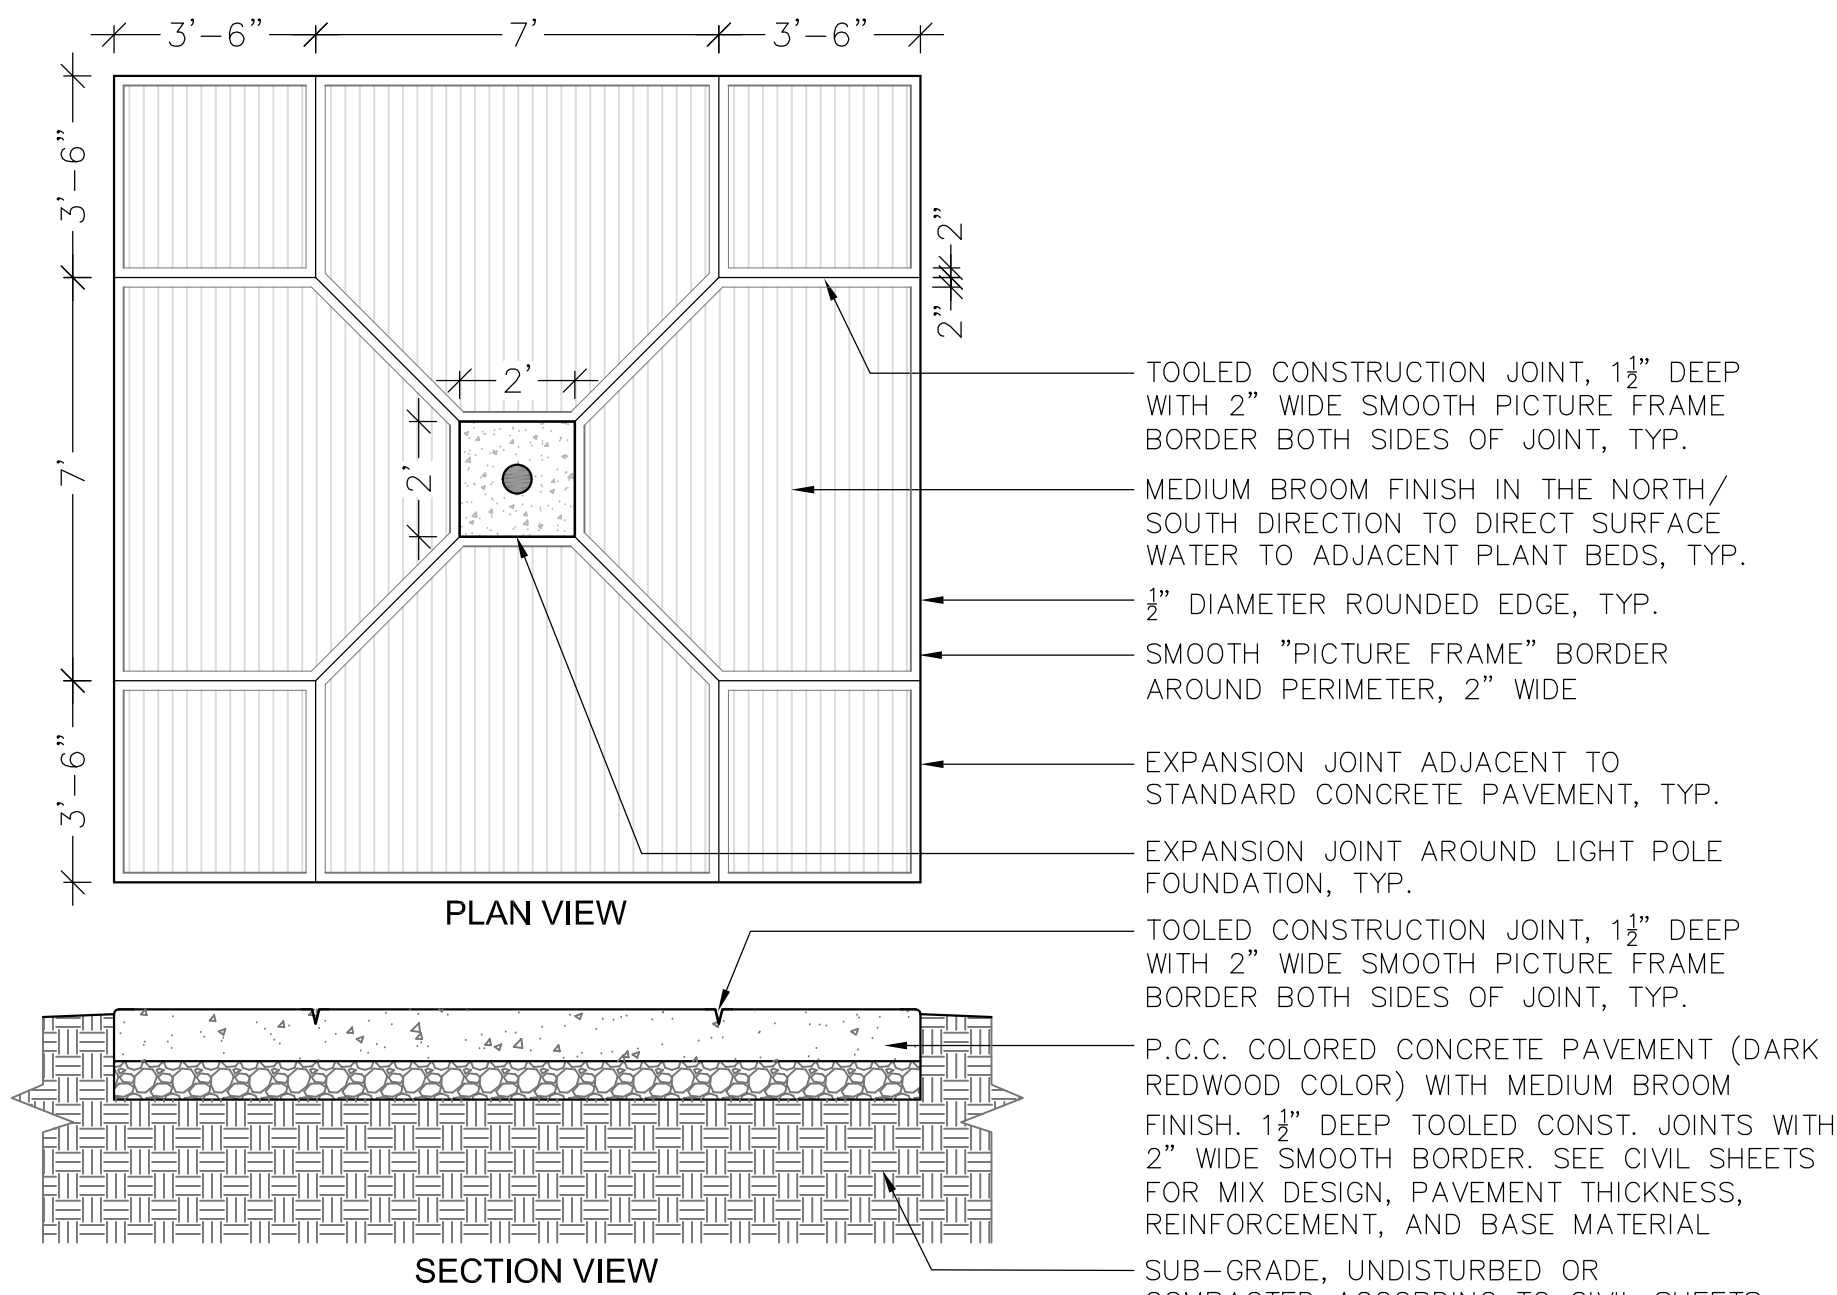 3'-6" 7' 3'-6"
3'-6"
2"
2"
2'
7'
2'
3'-6"
TOOLED CONSTRUCTION JOINT, 1½" DEEP
WITH 2" WIDE SMOOTH PICTURE FRAME
BORDER BOTH SIDES OF JOINT, TYP.
MEDIUM BROOM FINISH IN THE NORTH/
SOUTH DIRECTION TO DIRECT SURFACE
WATER TO ADJACENT PLANT BEDS, TYP.
½" DIAMETER ROUNDED EDGE, TYP.
SMOOTH "PICTURE FRAME" BORDER
AROUND PERIMETER, 2" WIDE
EXPANSION JOINT ADJACENT TO
STANDARD CONCRETE PAVEMENT, TYP.
EXPANSION JOINT AROUND LIGHT POLE
FOUNDATION, TYP.
PLAN VIEW
TOOLED CONSTRUCTION JOINT, 1½" DEEP
WITH 2" WIDE SMOOTH PICTURE FRAME
BORDER BOTH SIDES OF JOINT, TYP.
P.C.C. COLORED CONCRETE PAVEMENT (DARK
REDWOOD COLOR) WITH MEDIUM BROOM
FINISH. 1½" DEEP TOOLED CONST. JOINTS WITH
2" WIDE SMOOTH BORDER. SEE CIVIL SHEETS
FOR MIX DESIGN, PAVEMENT THICKNESS,
REINFORCEMENT, AND BASE MATERIAL
SECTION VIEW
SUB-GRADE, UNDISTURBED OR
COMPACTED ACCORDING TO CIVIL SHEETS